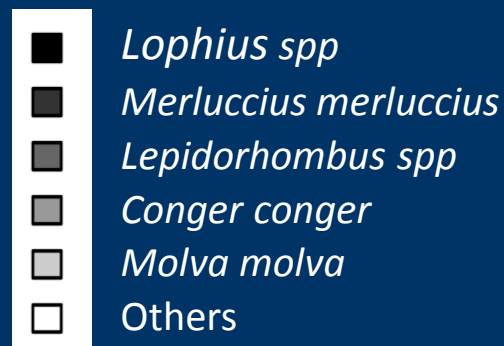 Lophius spp
Merluccius merluccius
Lepidorhombus spp
Conger conger
Molva molva
Others